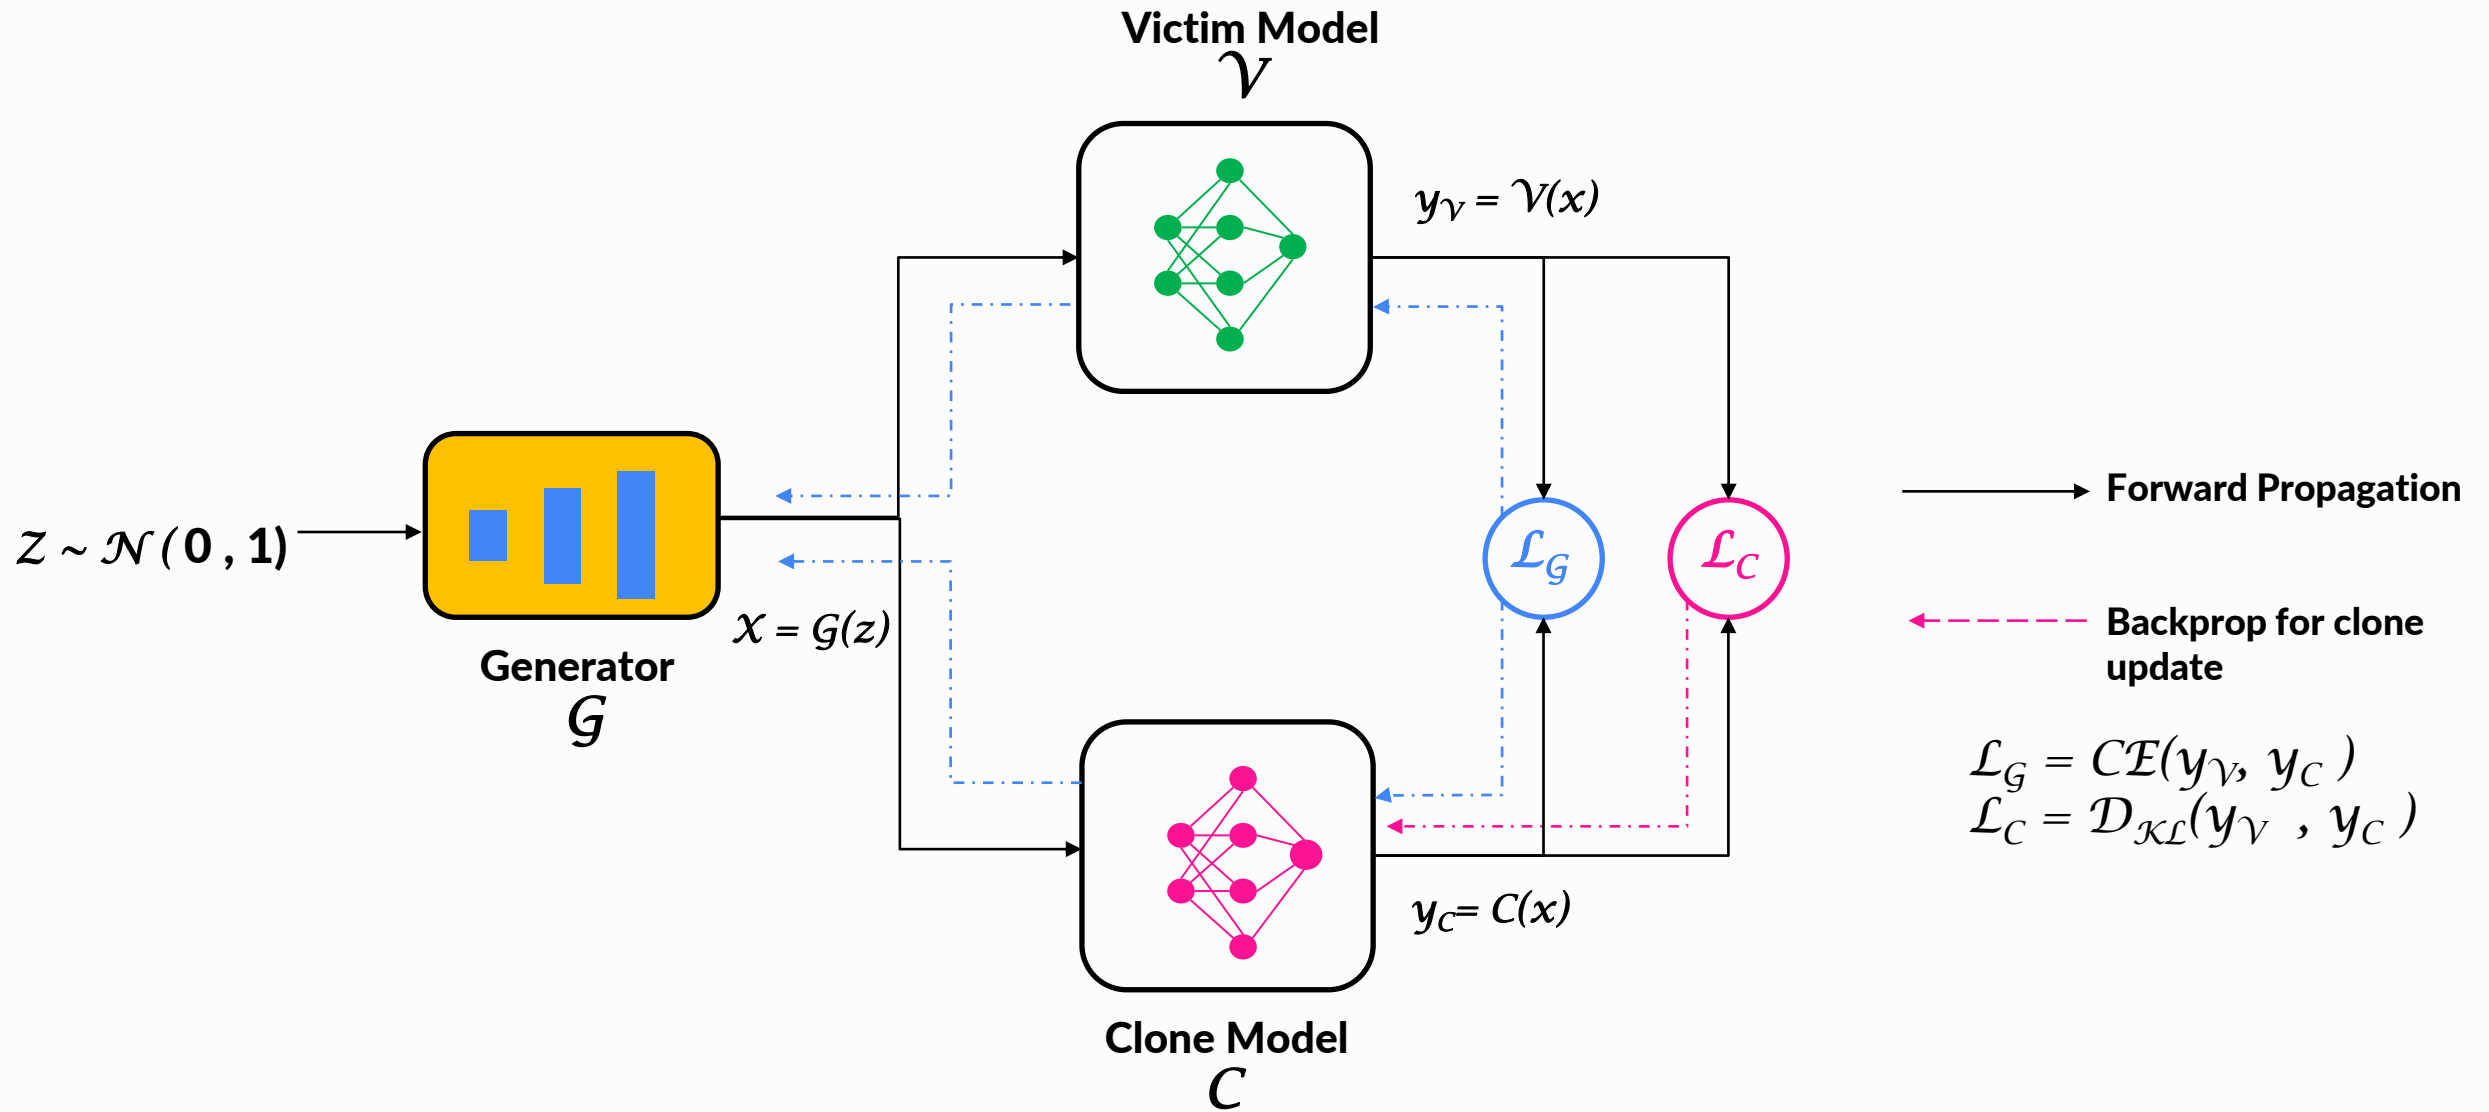 Victim Model
𝒱
y𝒱 = 𝒱(x)
Z ~ 𝒩 ( 0 , 1)
Generator
𝒢
X = 𝒢(z)
ℒ𝒢
ℒC
Forward Propagation
Backprop for clone
update
ℒ𝒢 = CE(y𝒱, yC )
ℒC = 𝒟𝒦ℒ(y𝒱 , yC )
yC= C(x)
Clone Model
C